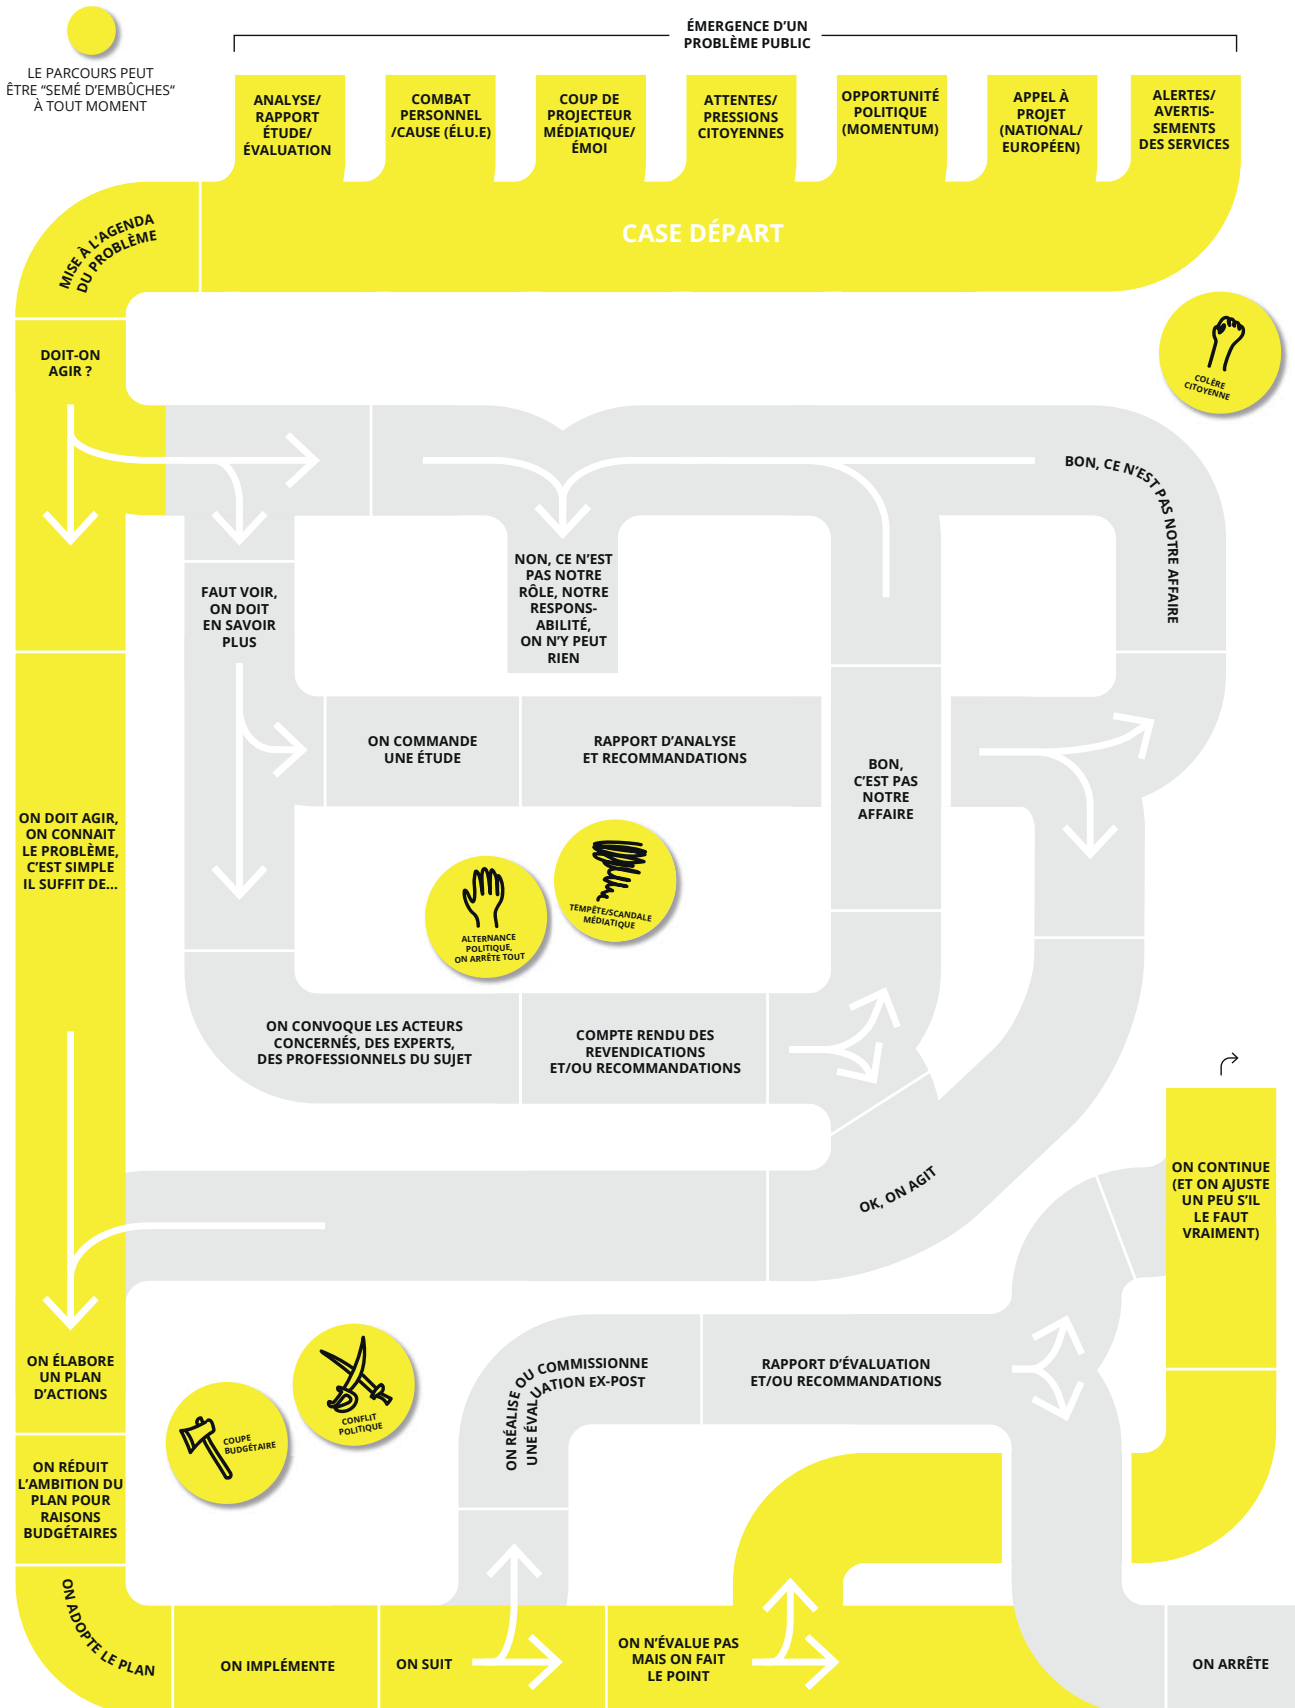 ÉMERGENCE D'UN
PROBLÈME PUBLIC
LE PARCOURS PEUT
ÊTRE "SEMÉ D'EMBÛCHES"
À TOUT MOMENT
ANALYSE/
RAPPORT
ÉTUDE/
ÉVALUATION
COMBAT
PERSONNEL
/CAUSE (ÉLU.E)
COUP DE
PROJECTEUR
MÉDIATIQUE/
ÉMOI
ATTENTES/
PRESSIONS
CITOYENNES
OPPORTUNITÉ
POLITIQUE
(MOMENTUM)
APPEL À
PROJET
(NATIONAL/
EUROPÉEN)
ALERTES/
AVERTIS-
SEMENTS
DES SERVICES
CASE DÉPART
MISE À L'AGENDA
DU PROBLÈME
DOIT-ON
AGIR ?
COLÈRE
CITOYENNE
BON, CE N'EST PAS NOTRE AFFAIRE
NON, CE N'EST
PAS NOTRE
RÔLE, NOTRE
RESPONS-
ABILITÉ,
ON N'Y PEUT
RIEN
FAUT VOIR,
ON DOIT
EN SAVOIR
PLUS
ON COMMANDE
UNE ÉTUDE
RAPPORT D'ANALYSE
ET RECOMMANDATIONS
BON,
C'EST PAS
NOTRE
AFFAIRE
ON DOIT AGIR,
ON CONNAIT
LE PROBLÈME,
C'EST SIMPLE
IL SUFFIT DE...
TEMPÊTE/SCANDALE
MÉDIATIQUE
ALTERNANCE
POLITIQUE,
ON ARRÊTE TOUT
ON CONVOQUE LES ACTEURS
CONCERNÉS, DES EXPERTS,
DES PROFESSIONNELS DU SUJET
COMPTE RENDU DES
REVENDICATIONS
ET/OU RECOMMANDATIONS
OK, ON AGIT
ON CONTINUE
(ET ON AJUSTE
UN PEU S'IL
LE FAUT
VRAIMENT)
ON ÉLABORE
UN PLAN
D'ACTIONS
CONFLIT
POLITIQUE
COUPE
BUDGÉTAIRE
ON RÉALISE OU COMMISSIONNE
UNE ÉVALUATION EX-POST
RAPPORT D'ÉVALUATION
ET/OU RECOMMANDATIONS
ON RÉDUIT
L'AMBITION DU
PLAN POUR
RAISONS
BUDGÉTAIRES
ON ADOPTE LE PLAN
ON IMPLÉMENTE
ON SUIT
ON N'ÉVALUE PAS
MAIS ON FAIT
LE POINT
ON ARRÊTE